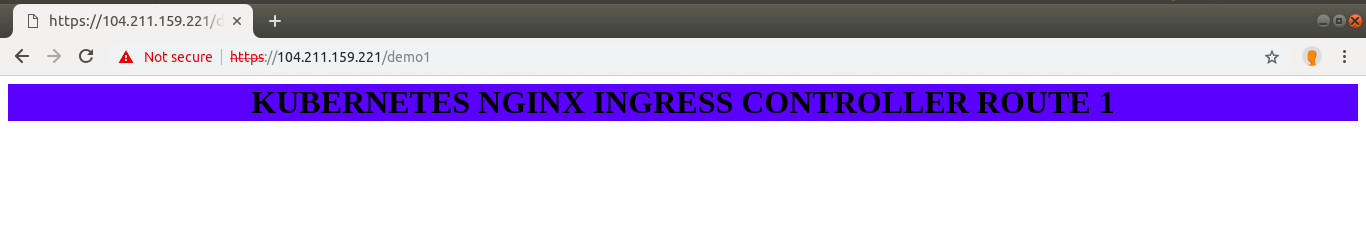 https://104.211.159.221/d
Not secure https://104.211.159.221/demo1
KUBERNETES NGINX INGRESS CONTROLLER ROUTE 1